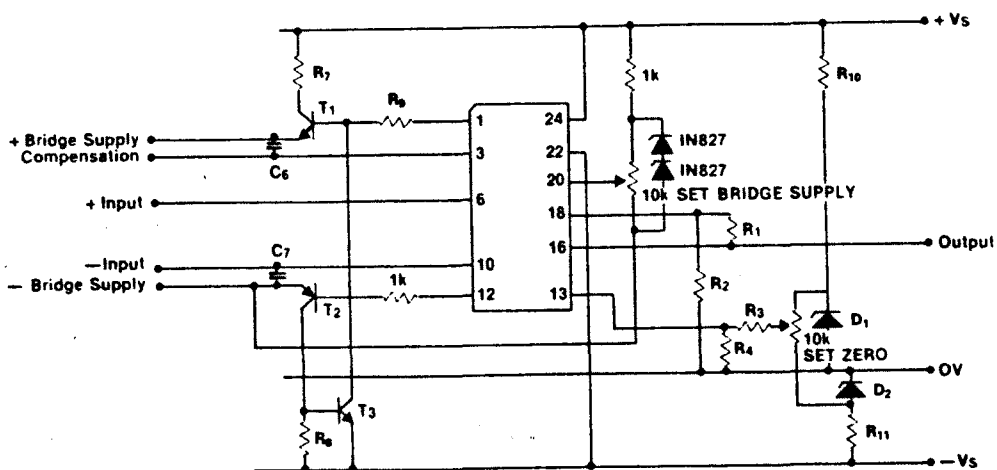 + Vs
R7
1k
R10
T1
R9
1
24
+ Bridge Supply
Compensation
C6
3
22
IN827
IN827
20
10k SET BRIDGE SUPPLY
+ Input
6
18
R1
16
Output
—Input
C7
10
— Bridge Supply
1k
12
13
R2
T2
R3
D1
10k
SET ZERO
R4
OV
D2
T3
R8
R11
— Vs